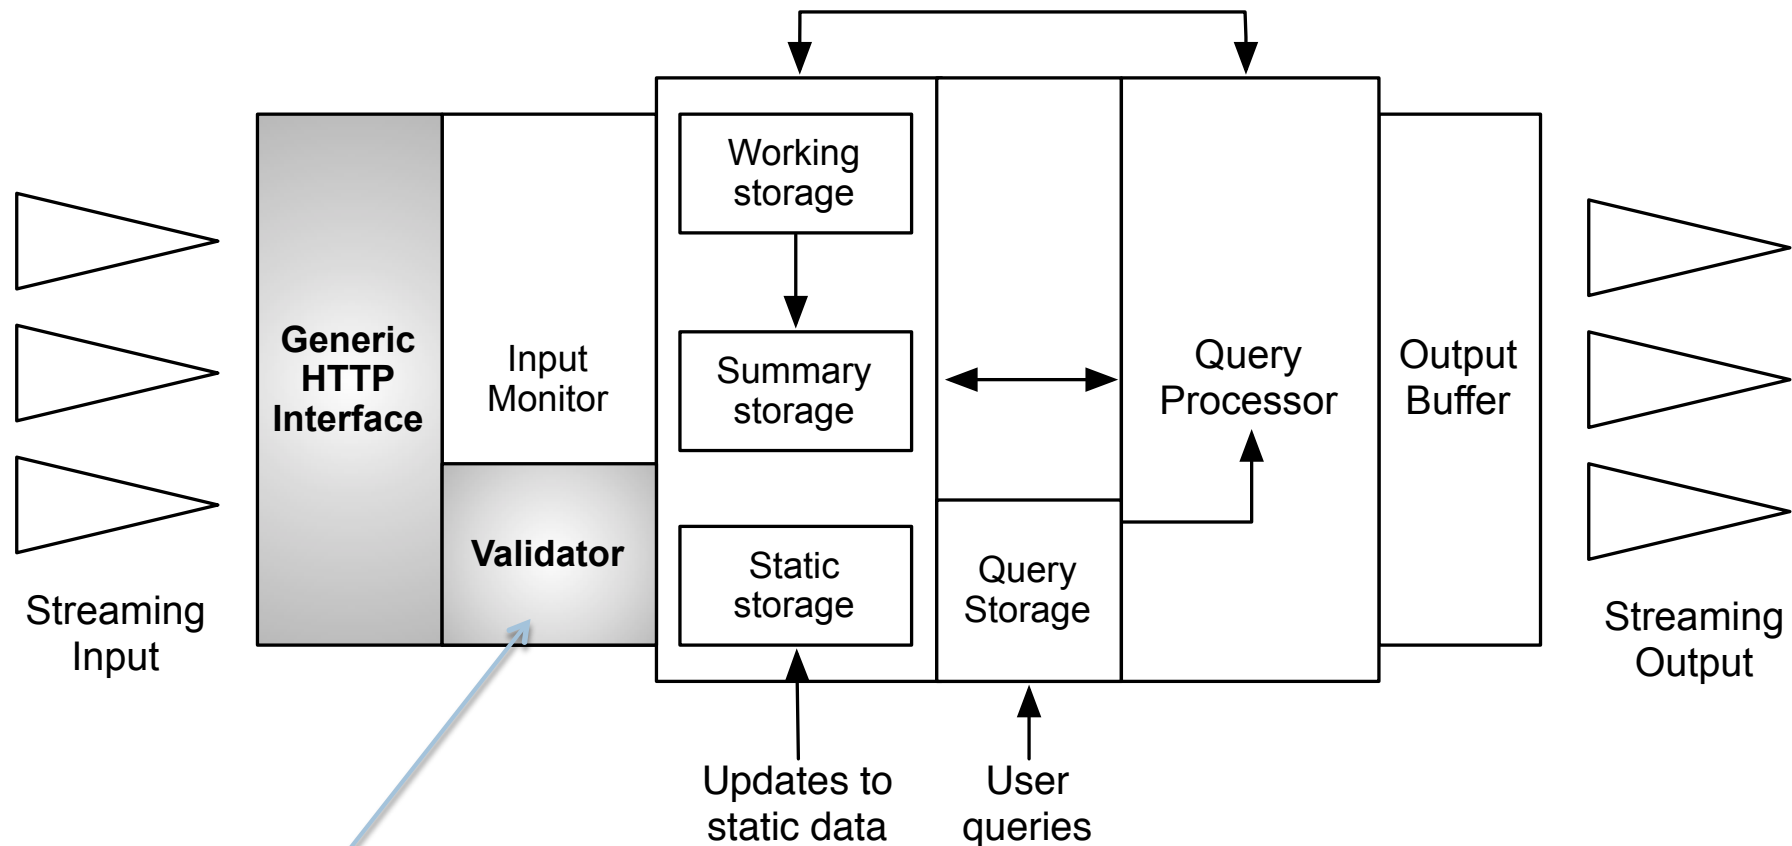 Working
storage
Generic
HTTP
Interface
Input
Monitor
Summary
storage
Query
Processor
Output
Buffer
Validator
Static
storage
Query
Storage
Streaming
Input
Streaming
Output
Updates to
static data
User
queries